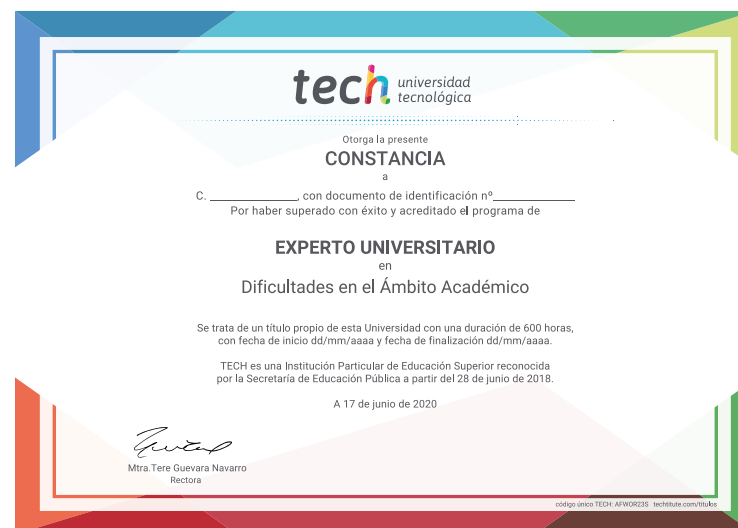 tech universidad
tecnológica
Otorga la presente
CONSTANCIA
a
C. ______________, con documento de identificación nº______________
Por haber superado con éxito y acreditado el programa de
EXPERTO UNIVERSITARIO
en
Dificultades en el Ámbito Académico
Se trata de un título propio de esta Universidad con una duración de 600 horas,
con fecha de inicio dd/mm/aaaa y fecha de finalización dd/mm/aaaa.
TECH es una Institución Particular de Educación Superior reconocida
por la Secretaría de Educación Pública a partir del 28 de junio de 2018.
A 17 de junio de 2020
Mtra.Tere Guevara Navarro
Rectora
código único TECH: AFWOR23S techtitute.com/titulos